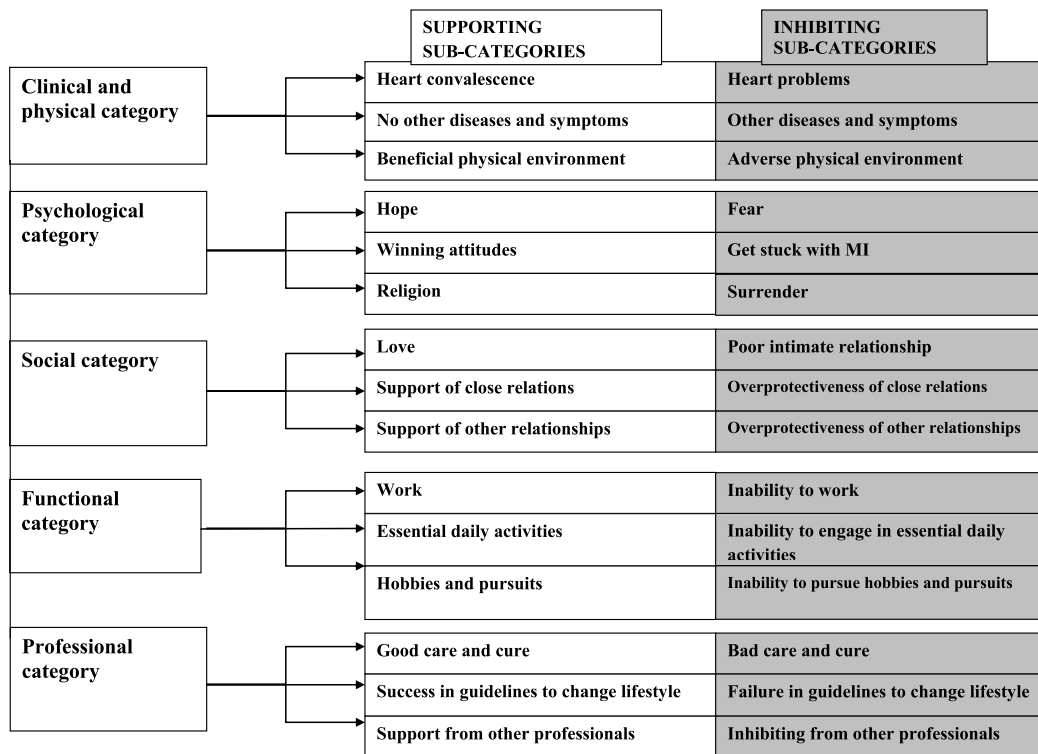 SUPPORTING
SUB-CATEGORIES
INHIBITING
SUB-CATEGORIES
Clinical and
physical category
Heart convalescence
Heart problems
No other diseases and symptoms
Other diseases and symptoms
Beneficial physical environment
Adverse physical environment
Psychological
category
Hope
Fear
Winning attitudes
Get stuck with MI
Religion
Surrender
Social category
Love
Poor intimate relationship
Support of close relations
Overprotectiveness of close relations
Support of other relationships
Overprotectiveness of other relationships
Functional
category
Work
Inability to work
Essential daily activities
Inability to engage in essential daily
activities
Hobbies and pursuits
Inability to pursue hobbies and pursuits
Professional
category
Good care and cure
Bad care and cure
Success in guidelines to change lifestyle
Failure in guidelines to change lifestyle
Support from other professionals
Inhibiting from other professionals